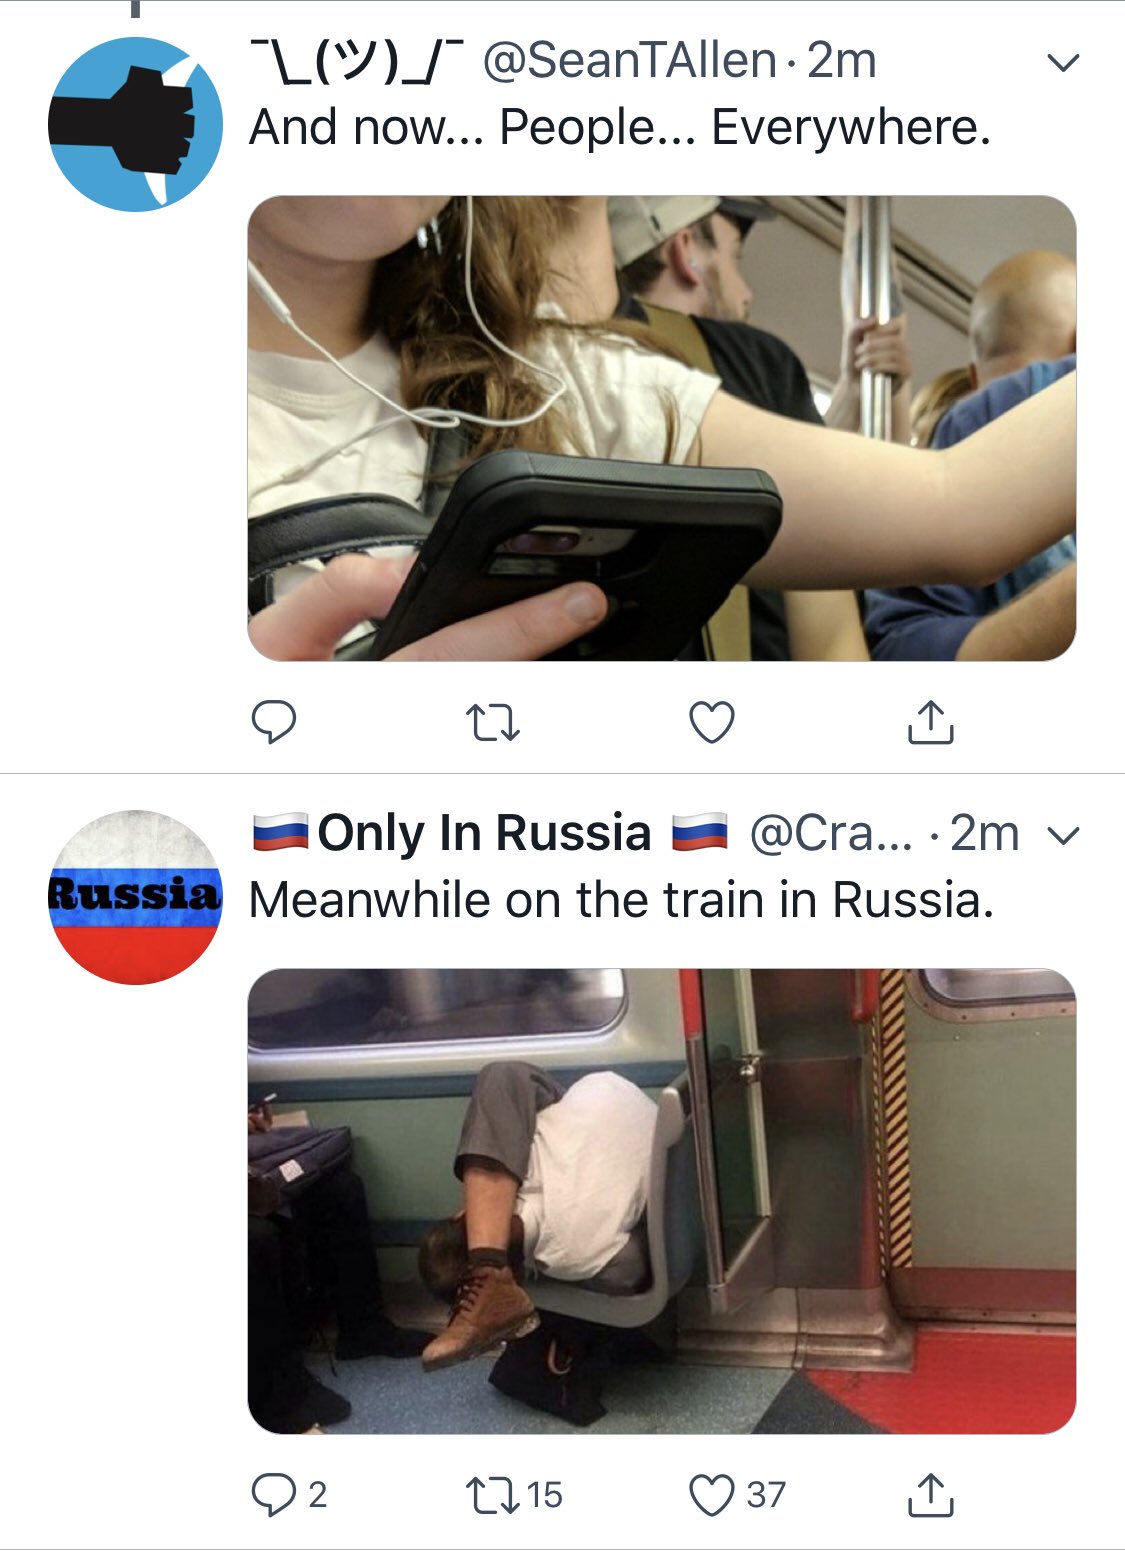 ¯\_(ツ)_/¯ @SeanTAllen · 2m
And now... People... Everywhere.
🇷🇺Only In Russia 🇷🇺 @Cra... · 2m
Russia
Meanwhile on the train in Russia.
2 15 37